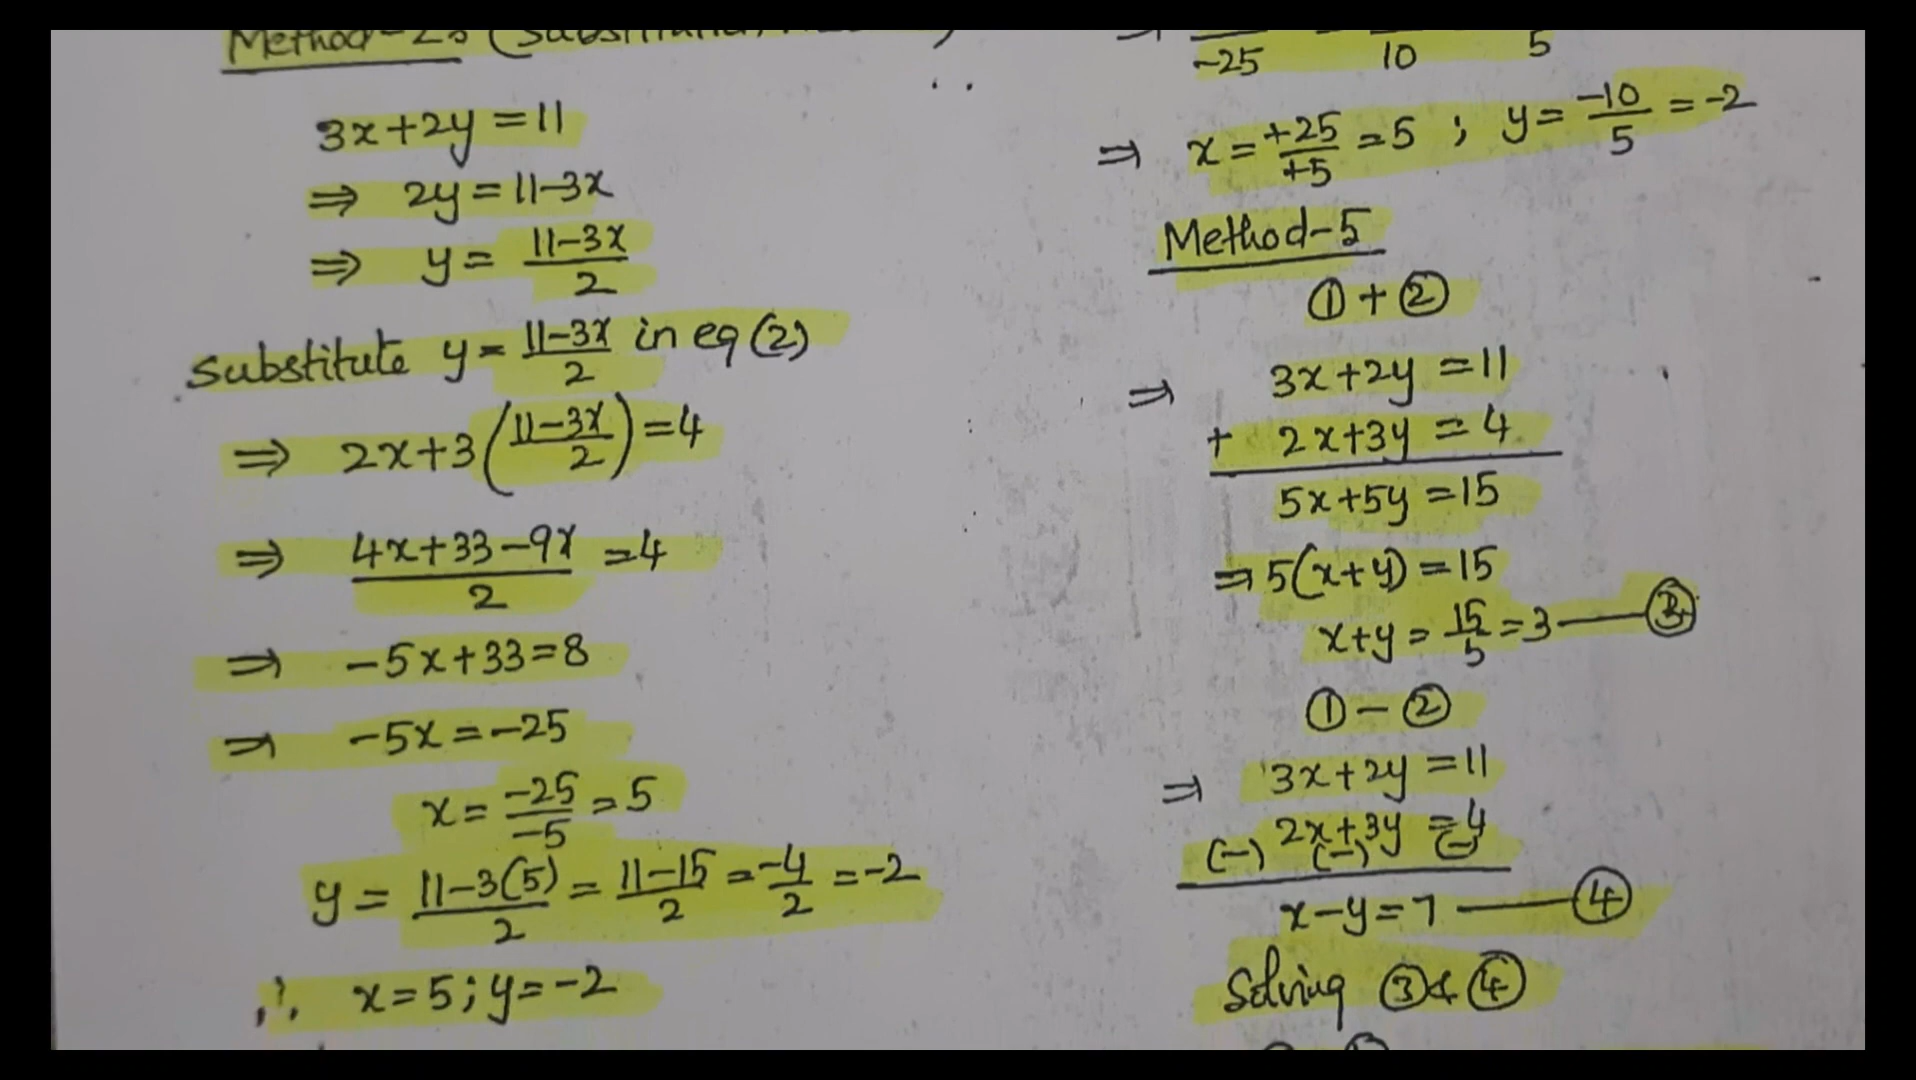 Method-2:
3x+2y=11
⇒ 2y=11-3x
⇒ y= (11-3x)/2
Substitute y= (11-3x)/2 in eq (2)
⇒ 2x+3((11-3x)/2)=4
⇒ (4x+33-9x)/2 =4
⇒ -5x+33=8
⇒ -5x=-25
x= -25/-5 =5
y= (11-3(5))/2 = (11-15)/2 = -4/2 =-2
∴ x=5; y=-2
-25 10 5
⇒ x= +25/+5 =5 ; y= -10/5 =-2
Method-5
① + ②
⇒ 3x+2y=11
+ 2x+3y=4
5x+5y=15
⇒ 5(x+y)=15
x+y= 15/5 =3 — ③
① - ②
⇒ 3x+2y=11
2x+3y=4
(-) (-) (-)
x-y=7 — ④
Solving ③ & ④